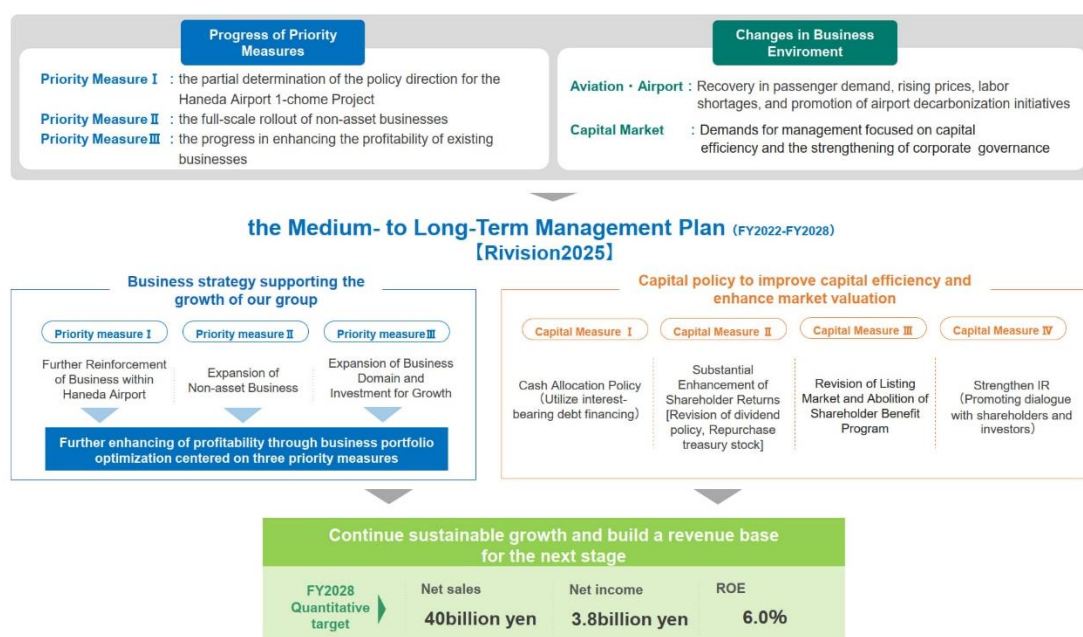 Progress of Priority
Measures
Priority Measure Ⅰ : the partial determination of the policy direction for the
Haneda Airport 1-chome Project
Priority Measure Ⅱ : the full-scale rollout of non-asset businesses
Priority Measure Ⅲ : the progress in enhancing the profitability of existing
businesses
Changes in Business
Enviroment
Aviation・Airport : Recovery in passenger demand, rising prices, labor
shortages, and promotion of airport decarbonization initiatives
Capital Market : Demands for management focused on capital
efficiency and the strengthening of corporate governance
the Medium- to Long-Term Management Plan (FY2022-FY2028)
【Rivision2025】
Business strategy supporting the
growth of our group
Priority measure Ⅰ
Further Reinforcement
of Business within
Haneda Airport
Priority measure Ⅱ
Expansion of
Non-asset Business
Priority measure Ⅲ
Expansion of Business
Domain and
Investment for Growth
Further enhancing of profitability through business portfolio
optimization centered on three priority measures
Capital policy to improve capital efficiency and
enhance market valuation
Capital Measure Ⅰ
Cash Allocation Policy
(Utilize interest-
bearing debt financing)
Capital Measure Ⅱ
Substantial
Enhancement of
Shareholder Returns
[Revision of dividend
policy, Repurchase
treasury stock]
Capital Measure Ⅲ
Revision of Listing
Market and Abolition of
Shareholder Benefit
Program
Capital Measure Ⅳ
Strengthen IR
(Promoting dialogue
with shareholders and
investors)
Continue sustainable growth and build a revenue base
for the next stage
FY2028
Quantitative
target
Net sales
40billion yen
Net income
3.8billion yen
ROE
6.0%